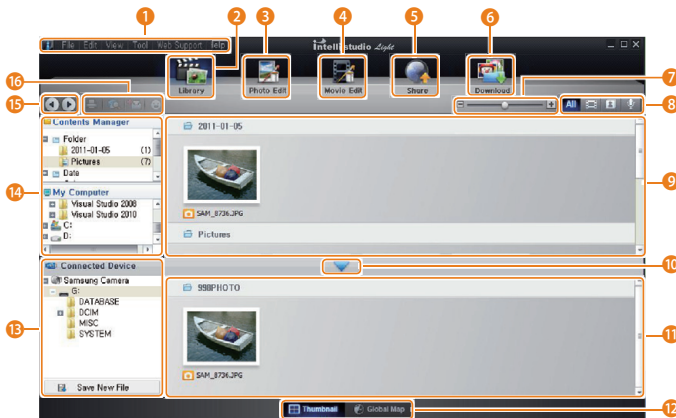 1
2
3
4
5
6
File Edit View Tool Web Support Help
Intelli-studio Light
7
16
Library
Photo Edit
Movie Edit
Share
Download
15
All
8
Contents Manager
Folder
2011-01-05 (1)
Pictures (7)
Date
14
My Computer
Visual Studio 2008
Visual Studio 2010
C:
D:
2011-01-05
SAM_8736.JPG
Pictures
9
10
Connected Device
Samsung Camera
G:
DATABASE
DCIM
MISC
SYSTEM
13
Save New File
998PHOTO
SAM_8736.JPG
11
Thumbnail
Global Map
12